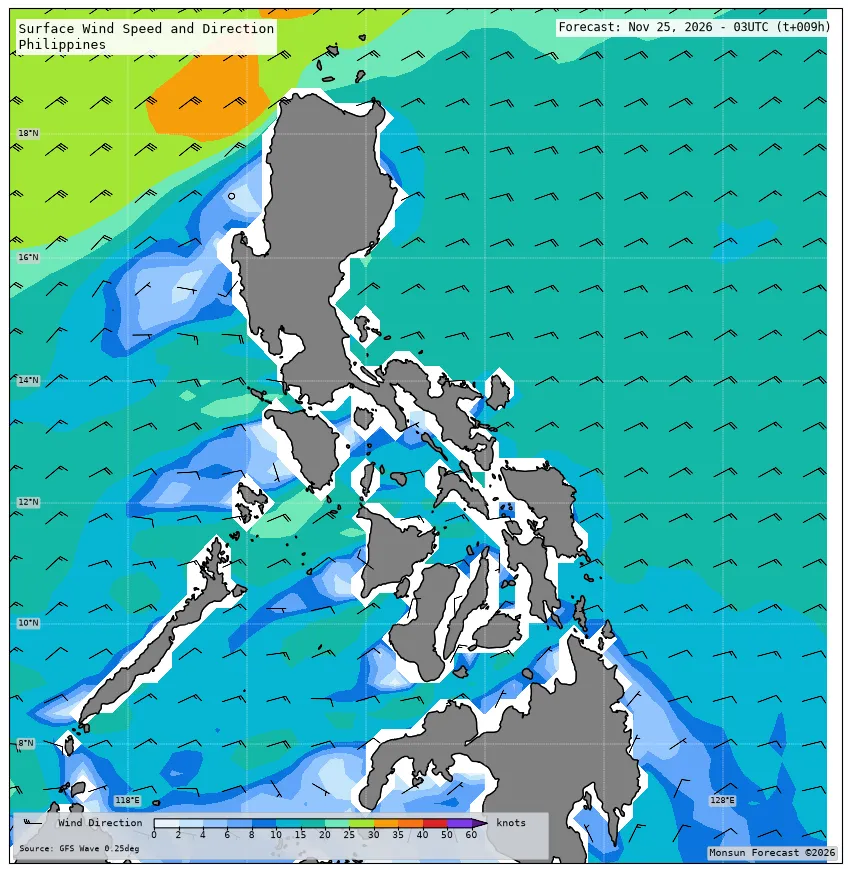 Surface Wind Speed and Direction
Philippines
Forecast: Nov 25, 2026 - 03UTC (t+009h)
18°N
16°N
14°N
12°N
10°N
8°N
118°E
128°E
Wind Direction
0 2 4 6 8 10 15 20 25 30 35 40 50 60
knots
Source: GFS Wave 0.25deg
Monsun Forecast ©2026